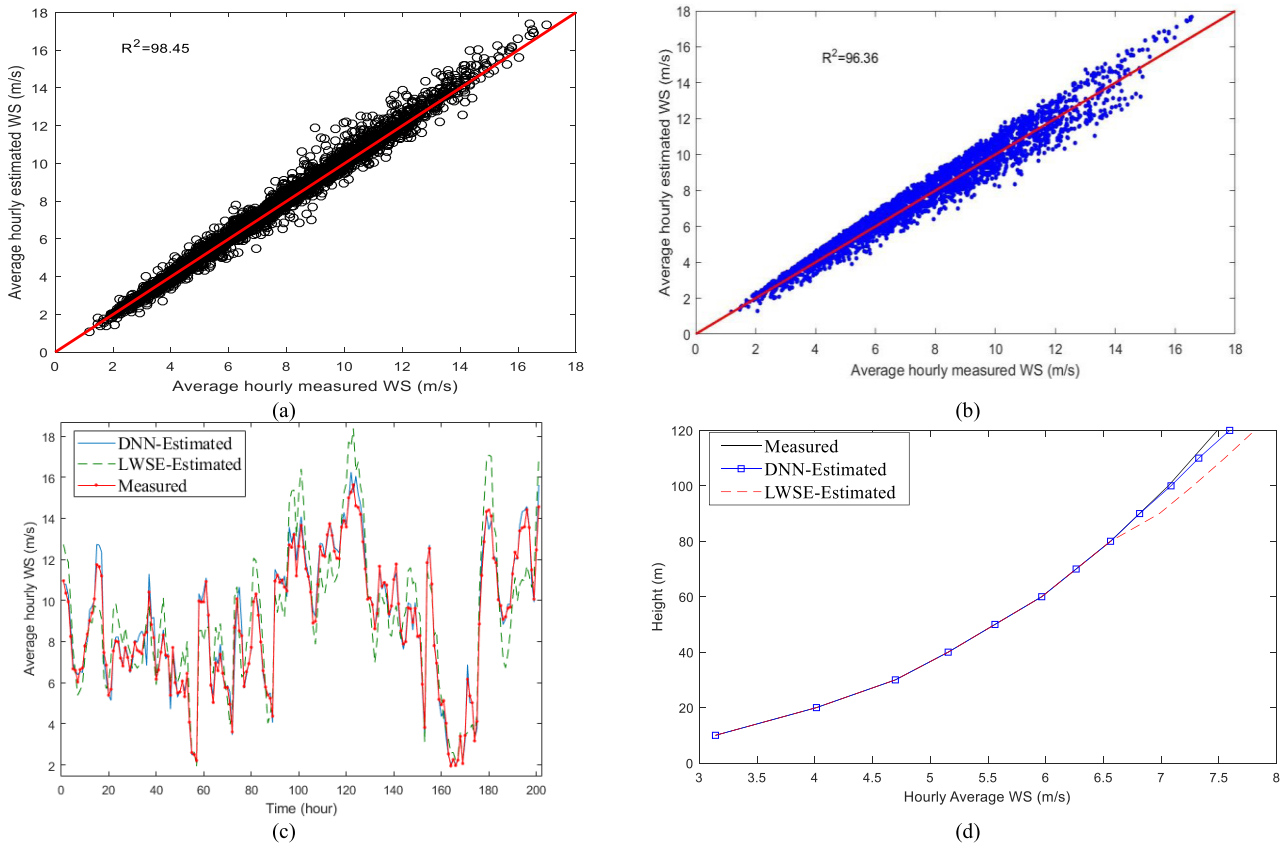 18
16
14
12
10
8
6
4
2
0
R2=98.45
Average hourly estimated WS (m/s)
0 2 4 6 8 10 12 14 16 18
Average hourly measured WS (m/s)
(a)
18
16
14
12
10
8
6
4
2
0
R2=96.36
Average hourly estimated WS (m/s)
0 2 4 6 8 10 12 14 16 18
Average hourly measured WS (m/s)
(b)
DNN-Estimated
LWSE-Estimated
Measured
18
16
14
12
10
8
6
4
2
Average hourly WS (m/s)
0 20 40 60 80 100 120 140 160 180 200
Time (hour)
(c)
Measured
DNN-Estimated
LWSE-Estimated
120
100
80
60
40
20
0
Height (m)
3 3.5 4 4.5 5 5.5 6 6.5 7 7.5 8
Hourly Average WS (m/s)
(d)